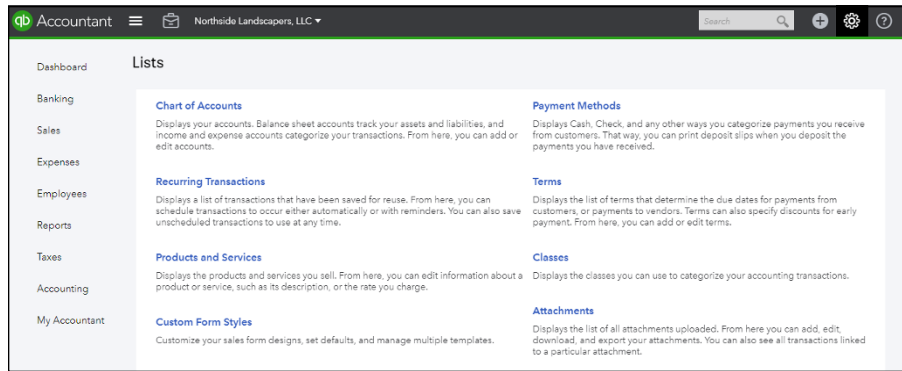 qb Accountant
Northside Landscapers, LLC
Search
Dashboard
Banking
Sales
Expenses
Employees
Reports
Taxes
Accounting
My Accountant
Lists
Chart of Accounts
Displays your accounts. Balance sheet accounts track your assets and liabilities, and
income and expense accounts categorize your transactions. From here, you can add or
edit accounts.
Recurring Transactions
Displays a list of transactions that have been saved for reuse. From here, you can
schedule transactions to occur either automatically or with reminders. You can also save
unscheduled transactions to use at any time.
Products and Services
Displays the products and services you sell. From here, you can edit information about a
product or service, such as its description, or the rate you charge.
Custom Form Styles
Customize your sales form designs, set defaults, and manage multiple templates.
Payment Methods
Displays Cash, Check, and any other ways you categorize payments you receive
from customers. That way, you can print deposit slips when you deposit the
payments you have received.
Terms
Displays the list of terms that determine the due dates for payments from
customers, or payments to vendors. Terms can also specify discounts for early
payment. From here, you can add or edit terms.
Classes
Displays the classes you can use to categorize your accounting transactions.
Attachments
Displays the list of all attachments uploaded. From here you can add, edit,
download, and export your attachments. You can also see all transactions linked
to a particular attachment.